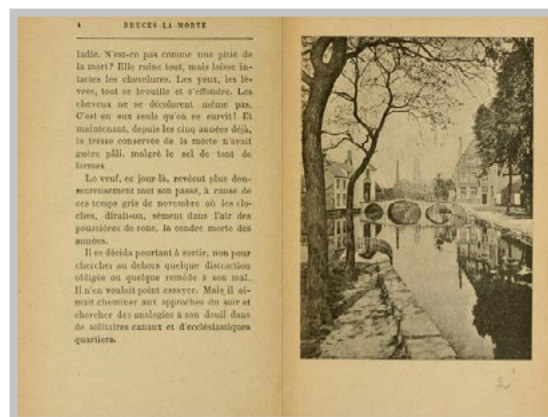 4 BRUGES-LA-MORTE
ladie. N'est-ce pas comme une pitié de
la mort? Elle ruine tout, mais laisse in-
tactes les chevelures. Les yeux, les lè-
vres, tout se brouille et s'effondre. Les
cheveux ne se décolorent même pas.
C'est en eux seuls qu'on se survit! Et
maintenant, depuis les cinq années déjà,
la tresse conservée de la morte n'avait
guère pâli, malgré le sel de tant de
larmes
Le veuf, ce jour-là, revécut plus dou-
loureusement tout son passé, à cause de
ces temps gris de novembre où les clo-
ches, dirait-on, sèment dans l'air des
poussières de sons, la cendre morte des
années.
Il se décida pourtant à sortir, non pour
chercher au dehors quelque distraction
obligée ou quelque remède à son mal.
Il n'en voulait point essayer. Mais il ai-
mait cheminer aux approches du soir et
chercher des analogies à son deuil dans
de solitaires canaux et d'ecclésiastiques
quartiers.